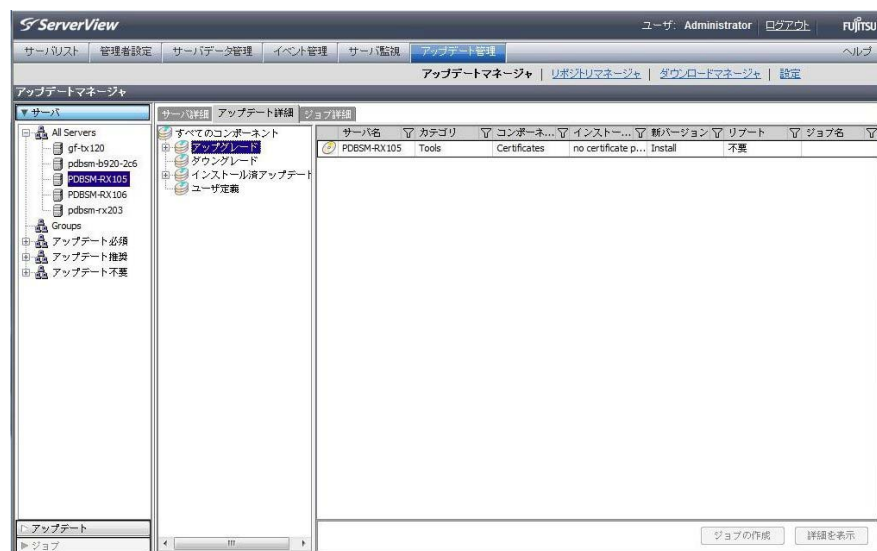 ServerView
ユーザ: Administrator | ログアウト FUJITSU
サーバリスト 管理者設定 サーバデータ管理 イベント管理 サーバ監視 アップデート管理 ヘルプ
アップデートマネージャ | リポジトリマネージャ | ダウンロードマネージャ | 設定
アップデートマネージャ
サーバ
All Servers
gf-tx120
pdbsm-b920-2c6
PDBSM-RX105
PDBSM-RX106
pdbsm-rx203
Groups
アップデート必須
アップデート推奨
アップデート不要
アップデート
ジョブ
サーバ詳細 アップデート詳細 ジョブ詳細
すべてのコンポーネント
アップグレード
ダウングレード
インストール済アップデート
ユーザ定義
サーバ名 カテゴリ コンポーネ... インストー... 新バージョン リブート ジョブ名
PDBSM-RX105 Tools Certificates no certificate p... Install 不要
ジョブの作成 詳細を表示